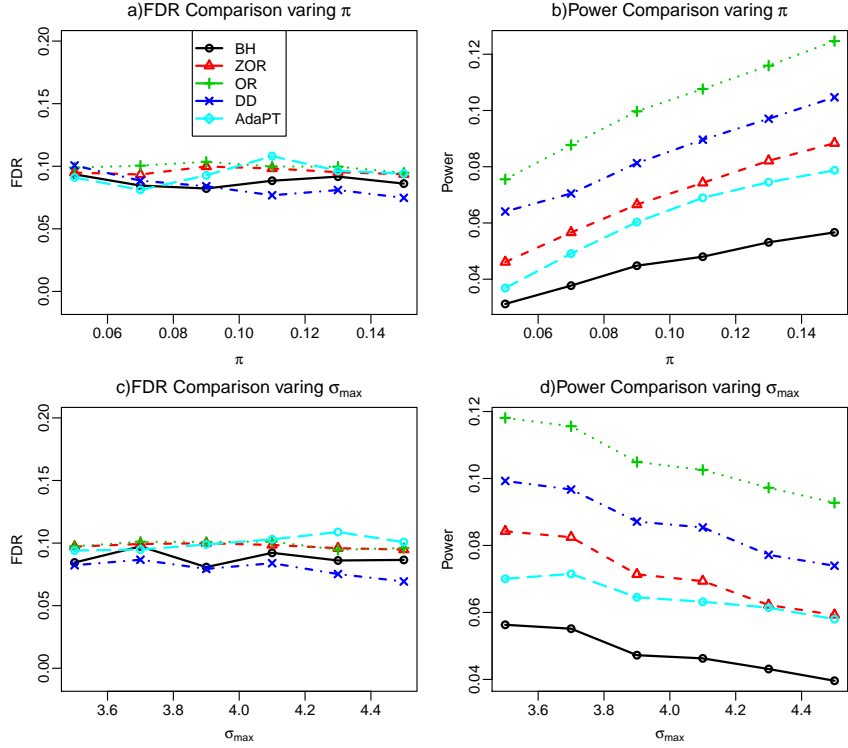 a)FDR Comparison varing π
BH
ZOR
OR
DD
AdaPT
FDR
0.00
0.05
0.10
0.15
0.20
0.06
0.08
0.10
0.12
0.14
π
b)Power Comparison varing π
Power
0.04
0.06
0.08
0.10
0.12
0.06
0.08
0.10
0.12
0.14
π
c)FDR Comparison varing σmax
FDR
0.00
0.05
0.10
0.15
0.20
3.6
3.8
4.0
4.2
4.4
σmax
d)Power Comparison varing σmax
Power
0.04
0.06
0.08
0.10
0.12
3.6
3.8
4.0
4.2
4.4
σmax